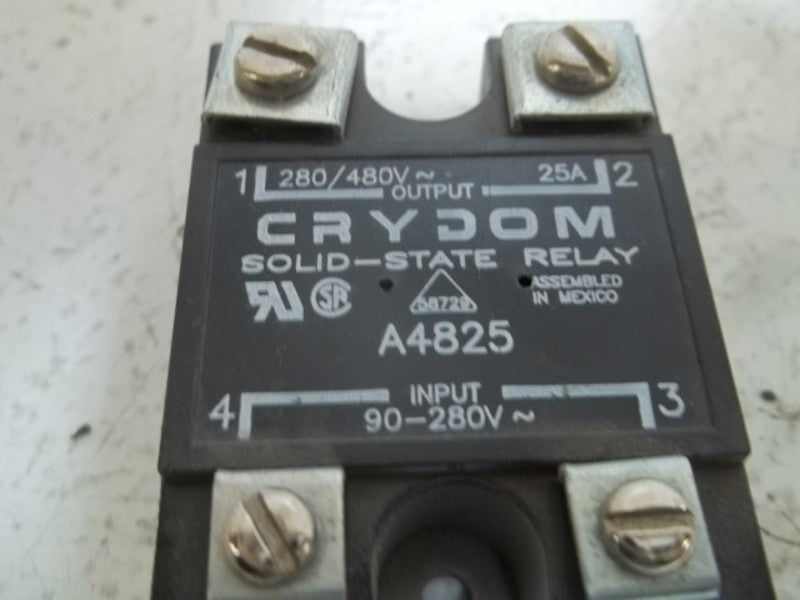 1 280/480V~ 25A 2
OUTPUT
CRYDOM
SOLID-STATE RELAY
58729
ASSEMBLED
IN MEXICO
A4825
4 INPUT 3
90-280V~